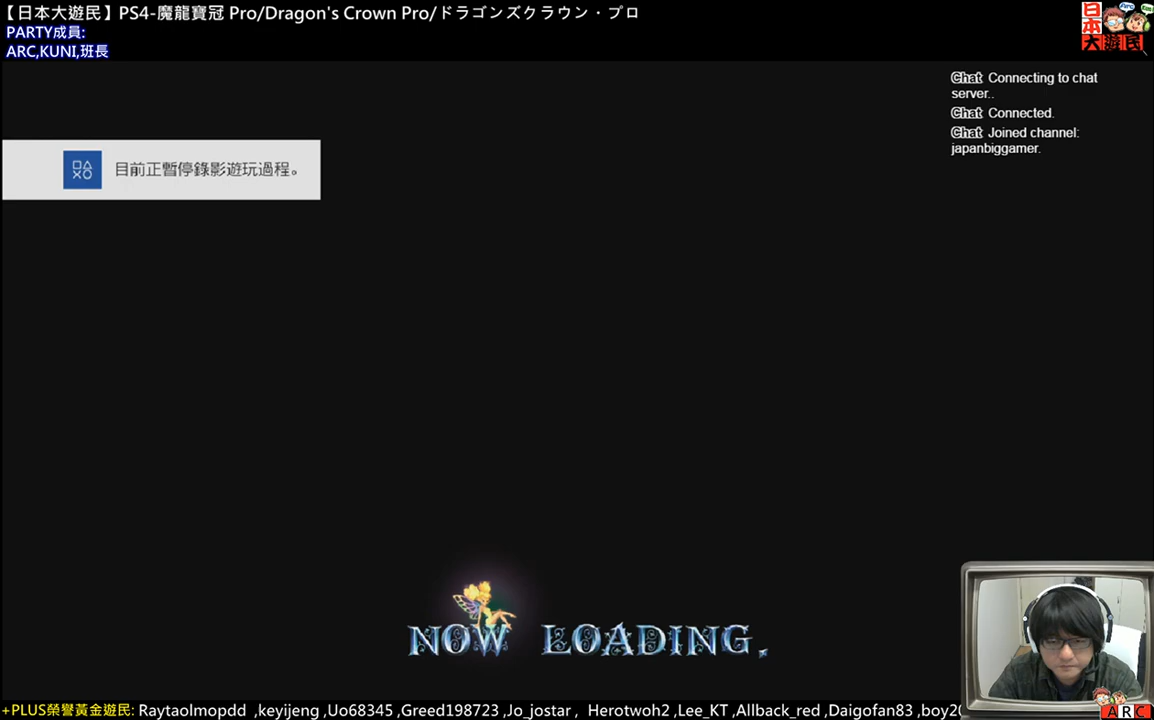 【日本大遊民】PS4-魔龍寶冠 Pro/Dragon's Crown Pro/ドラゴンズクラウン・プロ
PARTY成員:
ARC,KUNI,班長
日本
大遊民
Chat Connecting to chat
server..
Chat Connected.
Chat Joined channel:
japanbiggamer.
目前正暫停錄影遊玩過程。
NOW LOADING.
ARC
+PLUS榮譽黃金遊民: Raytaolmopdd ,keyijeng ,Uo68345 ,Greed198723 ,Jo_jostar , Herotwoh2 ,Lee_KT ,Allback_red ,Daigofan83 ,boy20